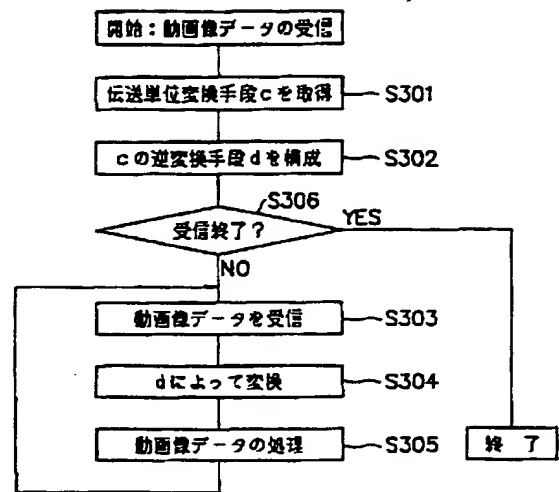 開始:動画像データの受信
伝送単位変換手段cを取得
S301
cの逆変換手段dを構成
S302
S306
受信終了?
YES
NO
動画像データを受信
S303
dによって変換
S304
動画像データの処理
S305
終了